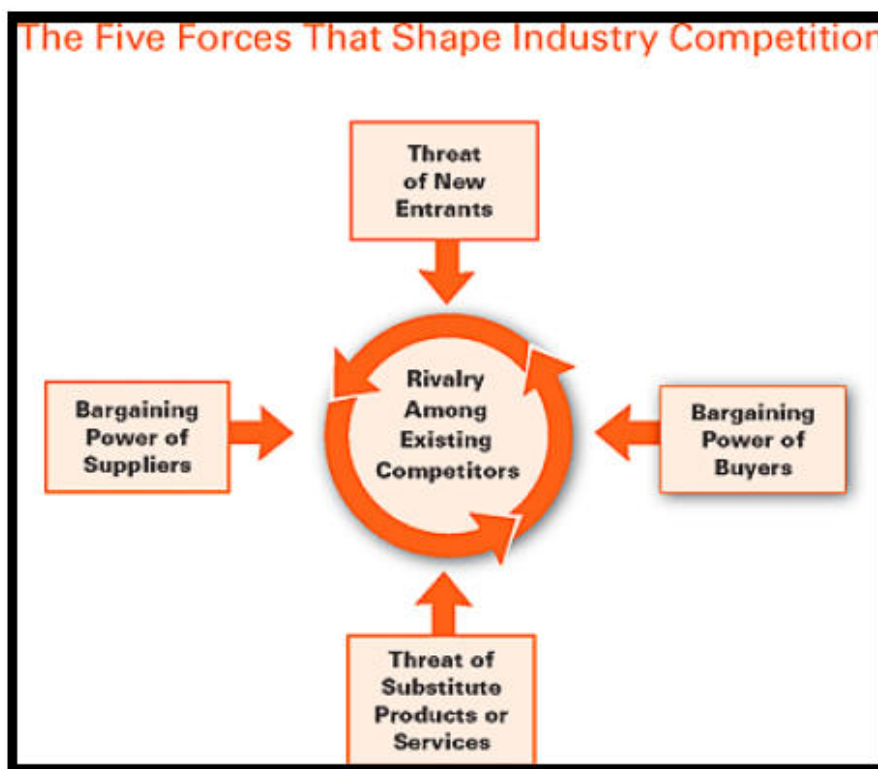 The Five Forces That Shape Industry Competition
Threat
of New
Entrants
Bargaining
Power of
Suppliers
Rivalry
Among
Existing
Competitors
Bargaining
Power of
Buyers
Threat of
Substitute
Products or
Services